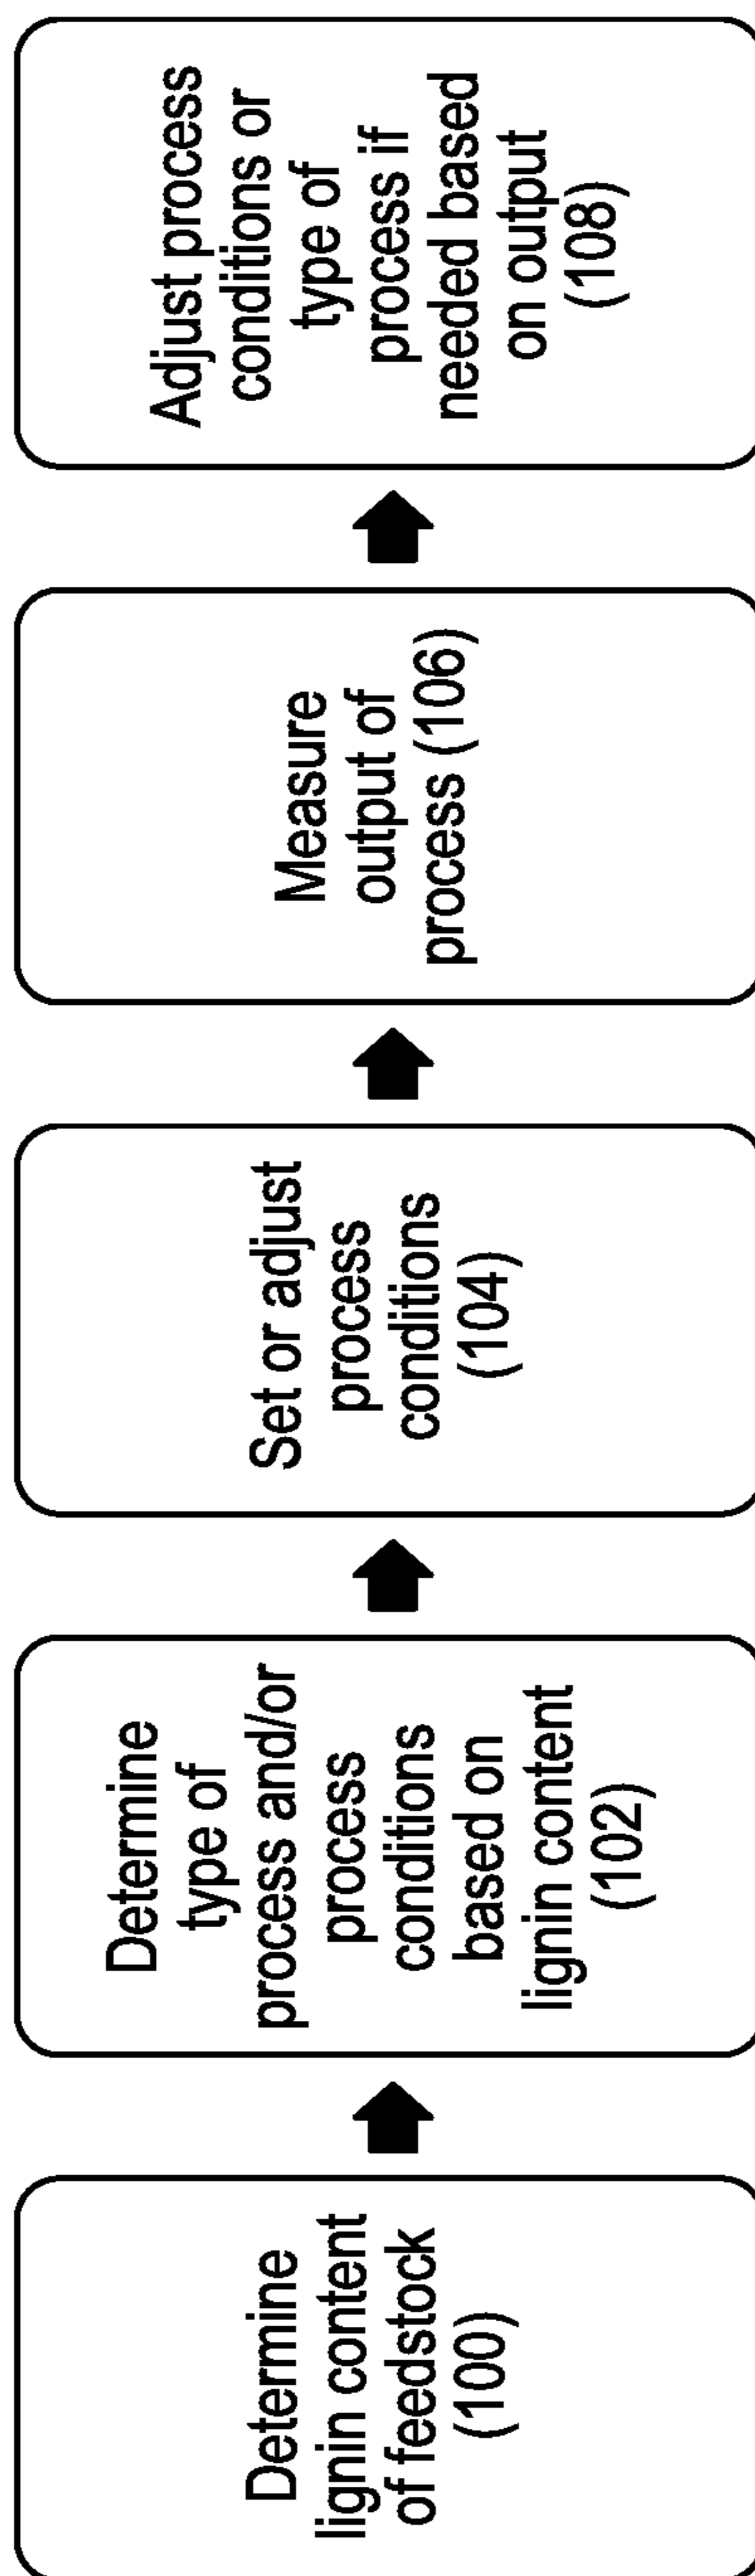 Determine
lignin content
of feedstock
(100)
Determine
type of
process and/or
process
conditions
based on
lignin content
(102)
Set or adjust
process
conditions
(104)
Measure
output of
process (106)
Adjust process
conditions or
type of
process if
needed based
on output
(108)